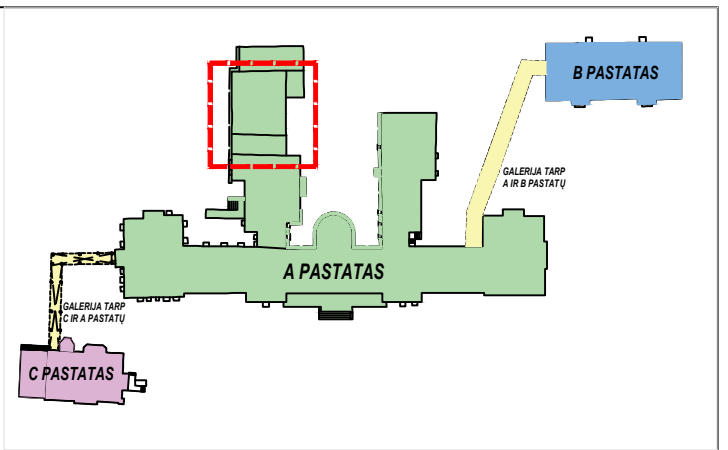 B PASTATAS
GALERIJA TARP
A IR B PASTATŲ
A PASTATAS
GALERIJA TARP
C IR A PASTATŲ
C PASTATAS